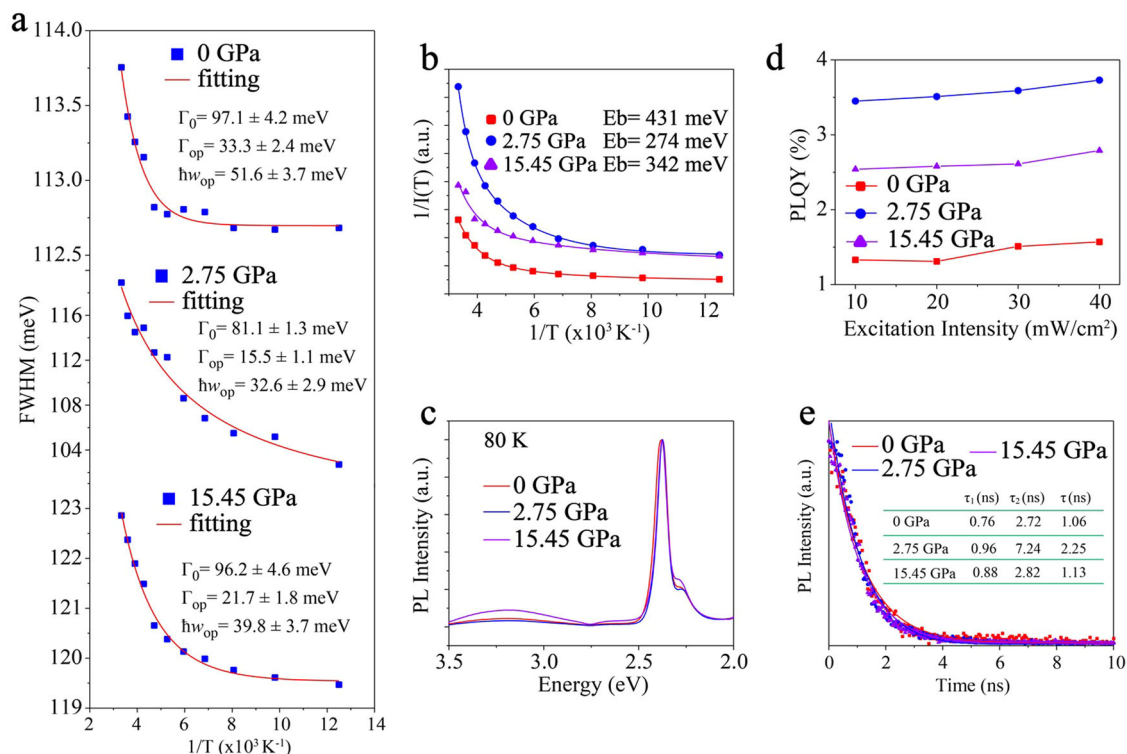 a
FWHM (meV)
114.0
113.5
113.0
112.5
116
112
108
104
123
122
121
120
119
0 GPa
fitting
Γ0= 97.1 ± 4.2 meV
Γop= 33.3 ± 2.4 meV
ħwop= 51.6 ± 3.7 meV
2.75 GPa
fitting
Γ0= 81.1 ± 1.3 meV
Γop= 15.5 ± 1.1 meV
ħwop= 32.6 ± 2.9 meV
15.45 GPa
fitting
Γ0= 96.2 ± 4.6 meV
Γop= 21.7 ± 1.8 meV
ħwop= 39.8 ± 3.7 meV
2 4 6 8 10 12 14
1/T (x10³ K⁻¹)
b
1/I(T) (a.u.)
0 GPa Eb= 431 meV
2.75 GPa Eb= 274 meV
15.45 GPa Eb= 342 meV
4 6 8 10 12
1/T (x10³ K⁻¹)
d
PLQY (%)
4
3
2
1
0 GPa
2.75 GPa
15.45 GPa
10 20 30 40
Excitation Intensity (mW/cm²)
c
PL Intensity (a.u.)
80 K
0 GPa
2.75 GPa
15.45 GPa
3.5 3.0 2.5 2.0
Energy (eV)
e
PL Intensity (a.u.)
0 GPa 15.45 GPa
2.75 GPa
τ1 (ns) τ2 (ns) τ (ns)
0 GPa 0.76 2.72 1.06
2.75 GPa 0.96 7.24 2.25
15.45 GPa 0.88 2.82 1.13
0 2 4 6 8 10
Time (ns)